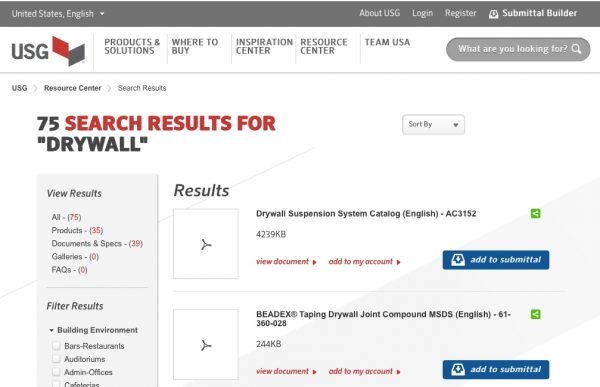 United States, English
About USG Login Register Submittal Builder
USG
PRODUCTS & SOLUTIONS
WHERE TO BUY
INSPIRATION CENTER
RESOURCE CENTER
TEAM USA
What are you looking for?
USG Resource Center Search Results
75 SEARCH RESULTS FOR
"DRYWALL"
Sort By
View Results
All - (75)
Products - (35)
Documents & Specs - (39)
Galleries - (0)
FAQs - (0)
Filter Results
Building Environment
Bars-Restaurants
Auditoriums
Admin-Offices
Cafeterias
Results
Drywall Suspension System Catalog (English) - AC3152
4239KB
view document add to my account add to submittal
BEADEX® Taping Drywall Joint Compound MSDS (English) - 61-
360-028
244KB
view document add to my account add to submittal